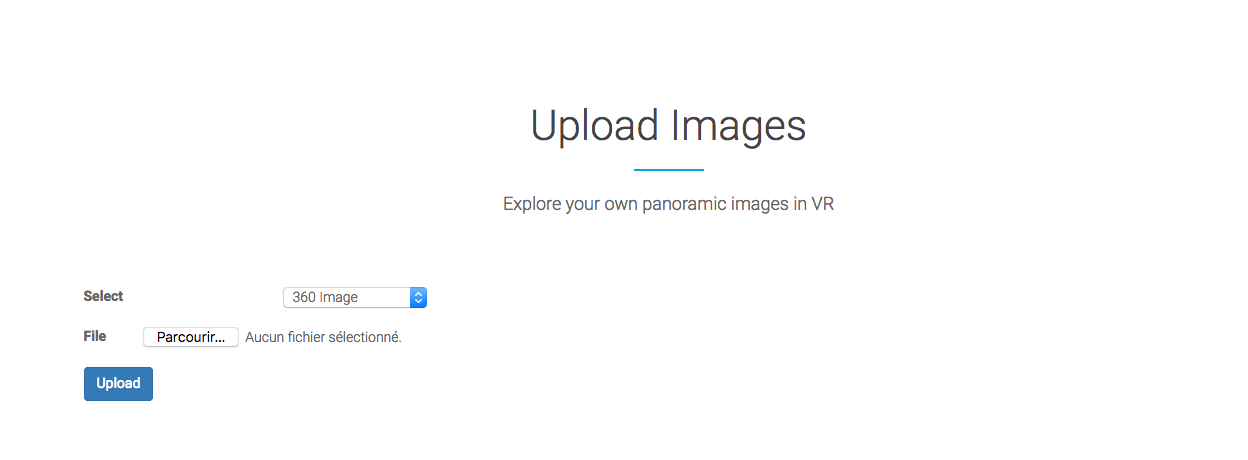 Upload Images
Explore your own panoramic images in VR
Select 360 Image
File Parcourir... Aucun fichier sélectionné.
Upload